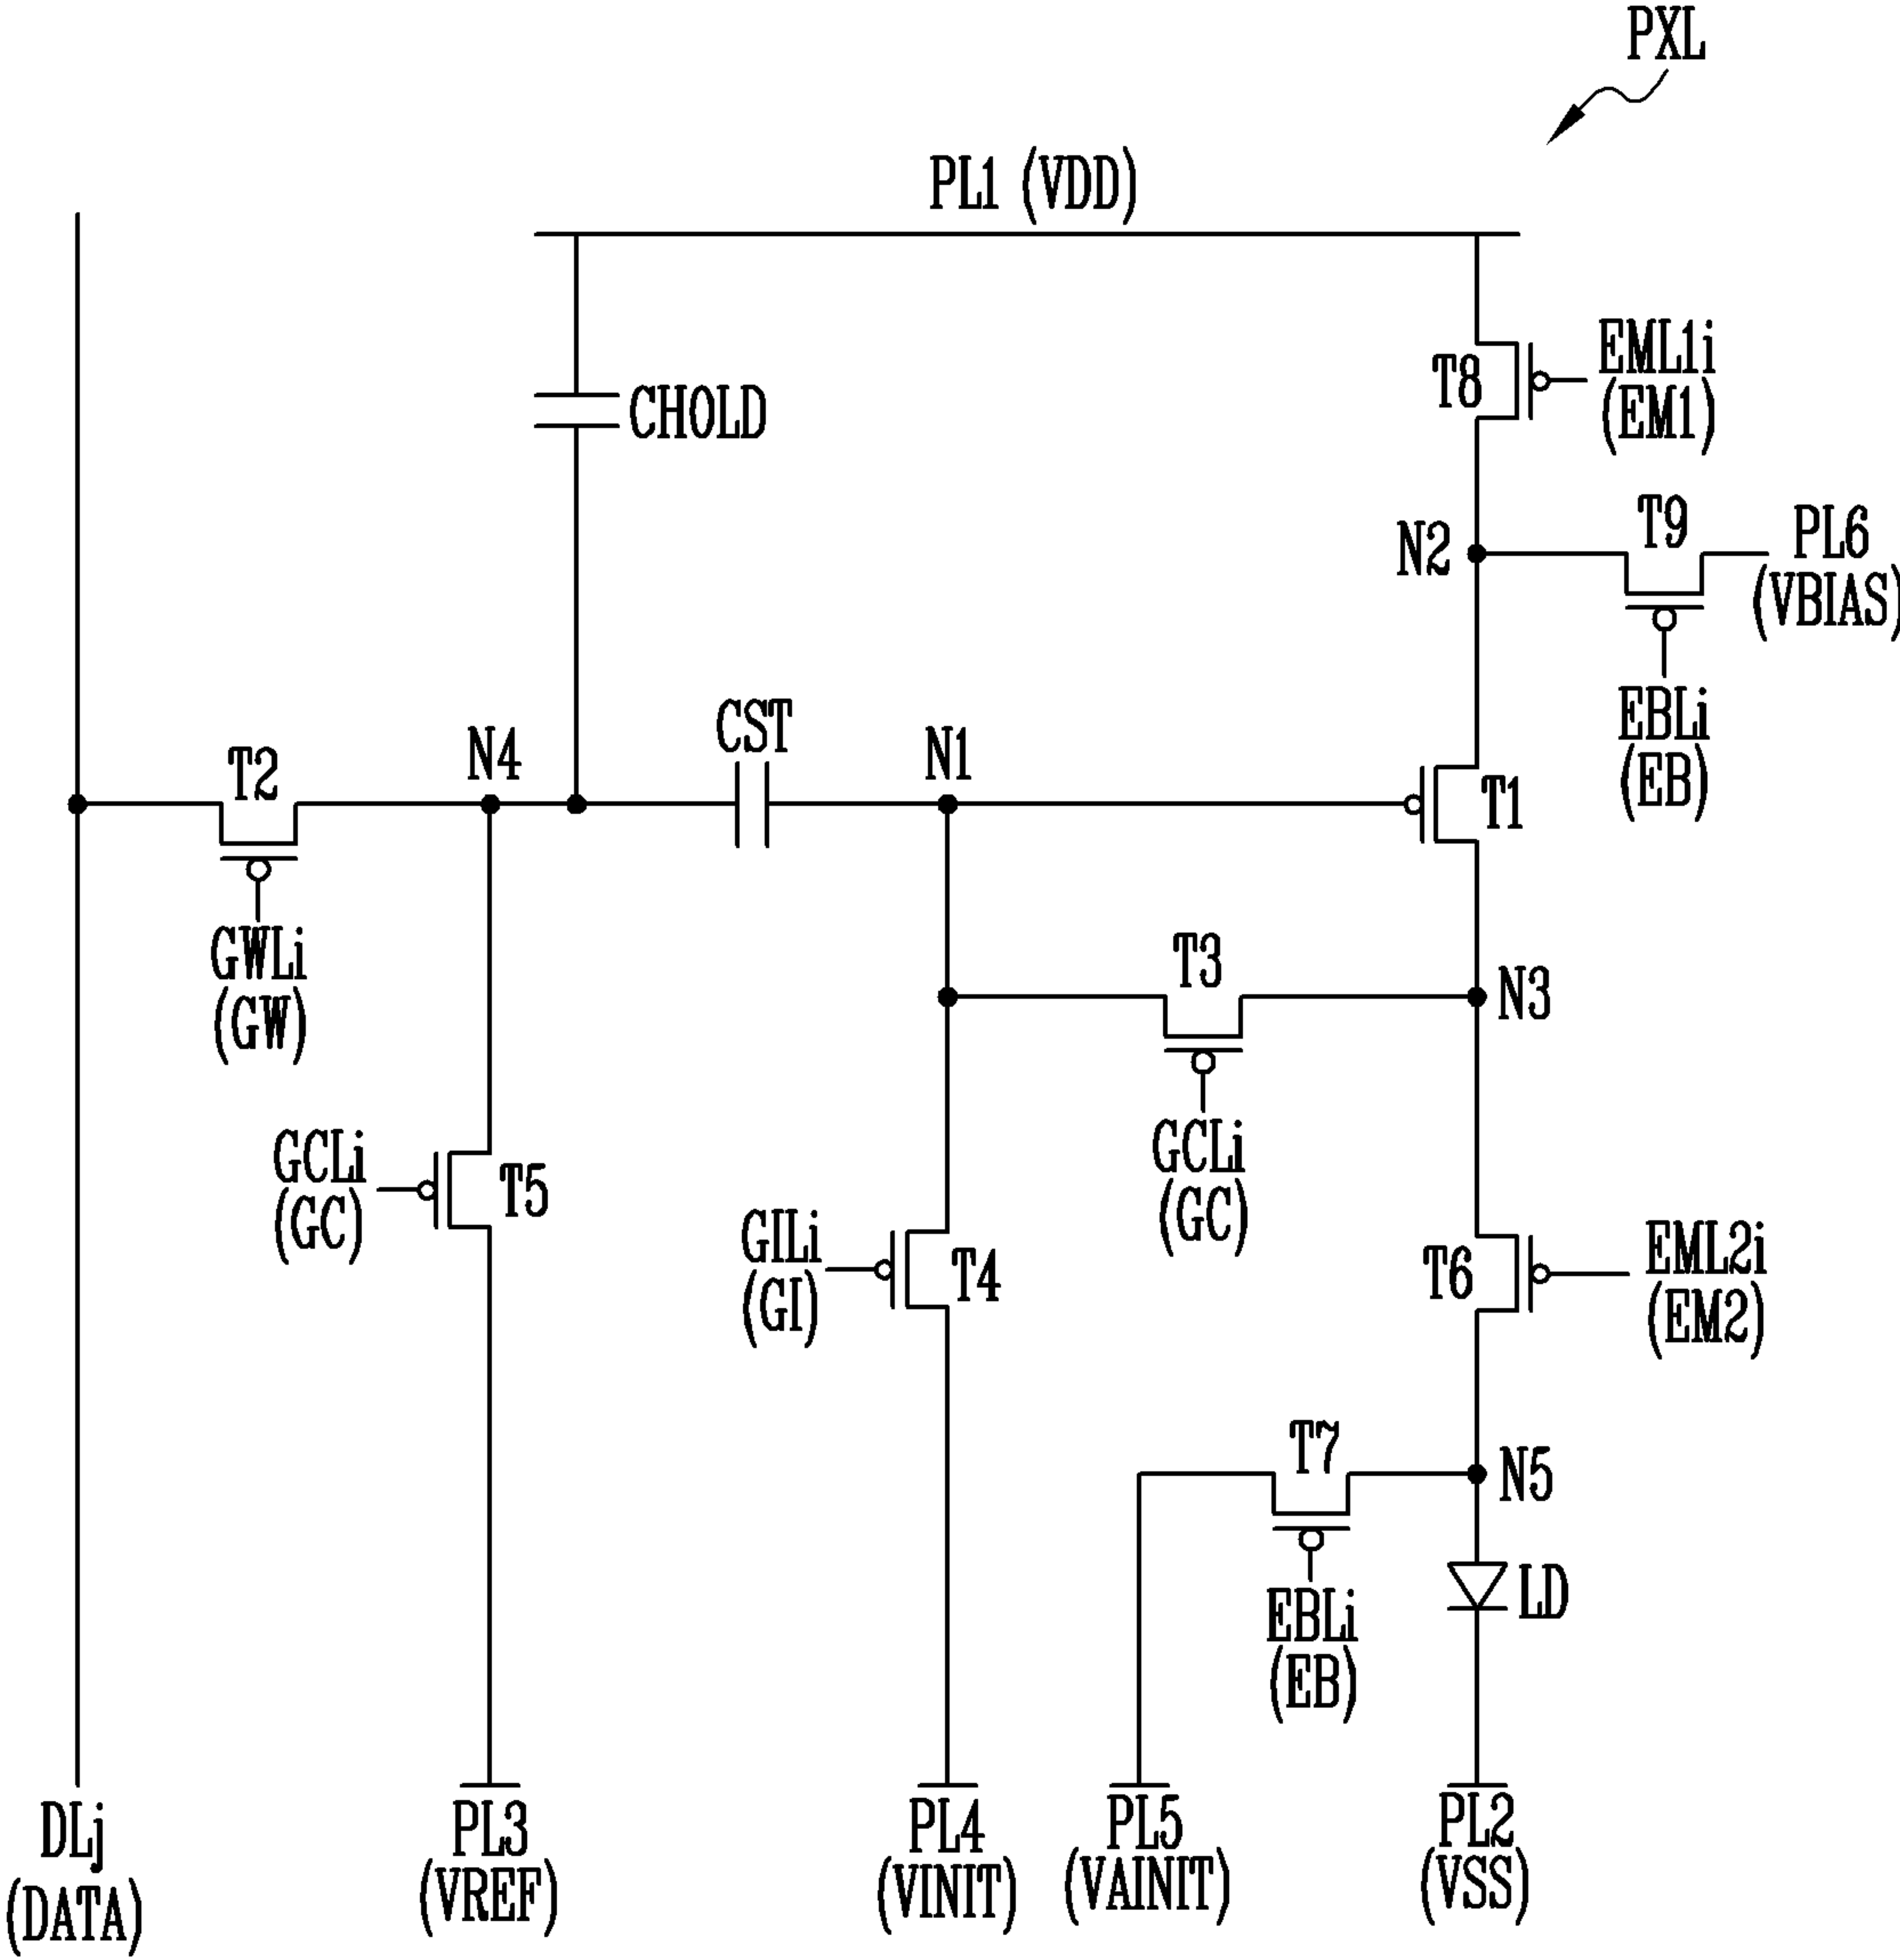 PXL
PL1 (VDD)
EML1i
(EM1)
T8
CHOLD
T9
PL6
(VBIAS)
N2
EBLi
(EB)
CST
N4
N1
T2
T1
GWLi
(GW)
T3
N3
GCLi
(GC)
T5
GCLi
(GC)
GILi
(GI)
T4
T6
EML2i
(EM2)
T7
N5
EBLi
(EB)
LD
DLj
(DATA)
PL3
(VREF)
PL4
(VINIT)
PL5
(VAINIT)
PL2
(VSS)